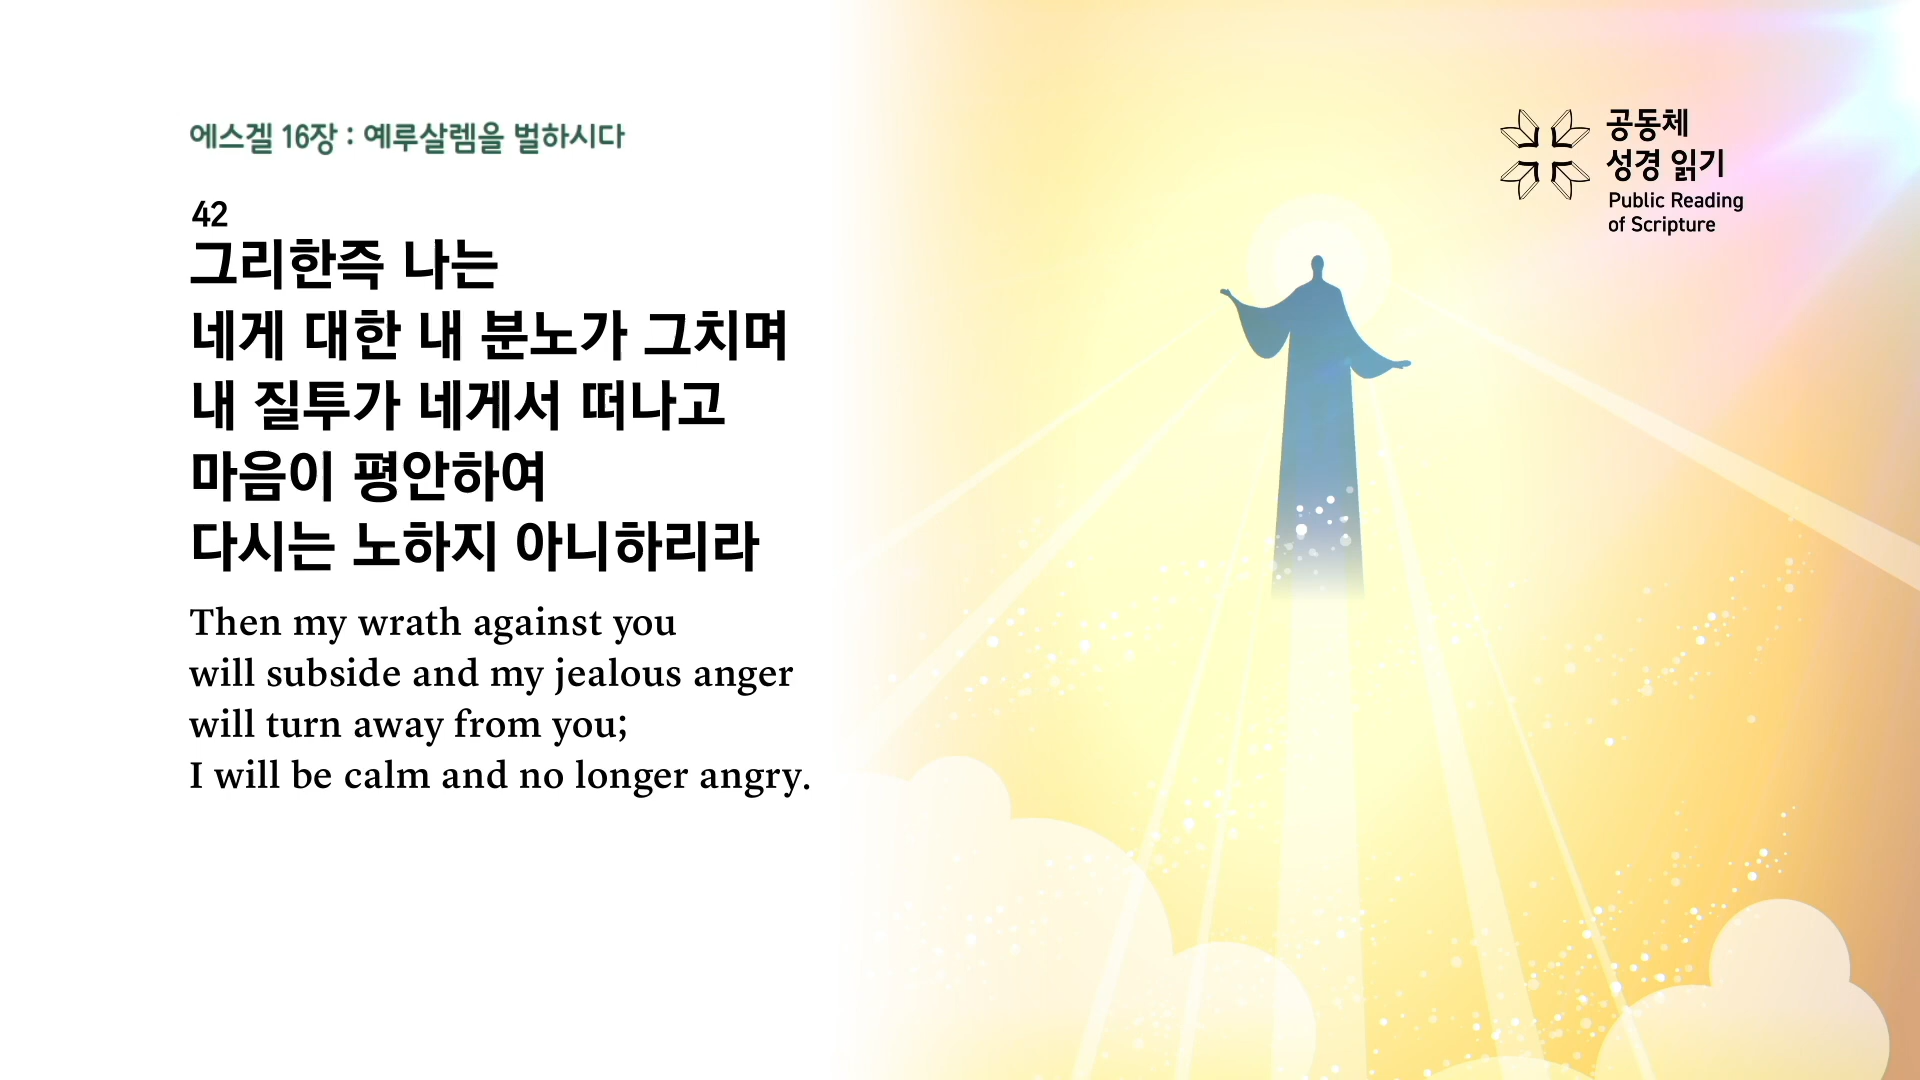 에스겔 16장 : 예루살렘을 벌하시다
42
그리한즉 나는
네게 대한 내 분노가 그치며
내 질투가 네게서 떠나고
마음이 평안하여
다시는 노하지 아니하리라
Then my wrath against you
will subside and my jealous anger
will turn away from you;
I will be calm and no longer angry.
공동체
성경 읽기
Public Reading
of Scripture